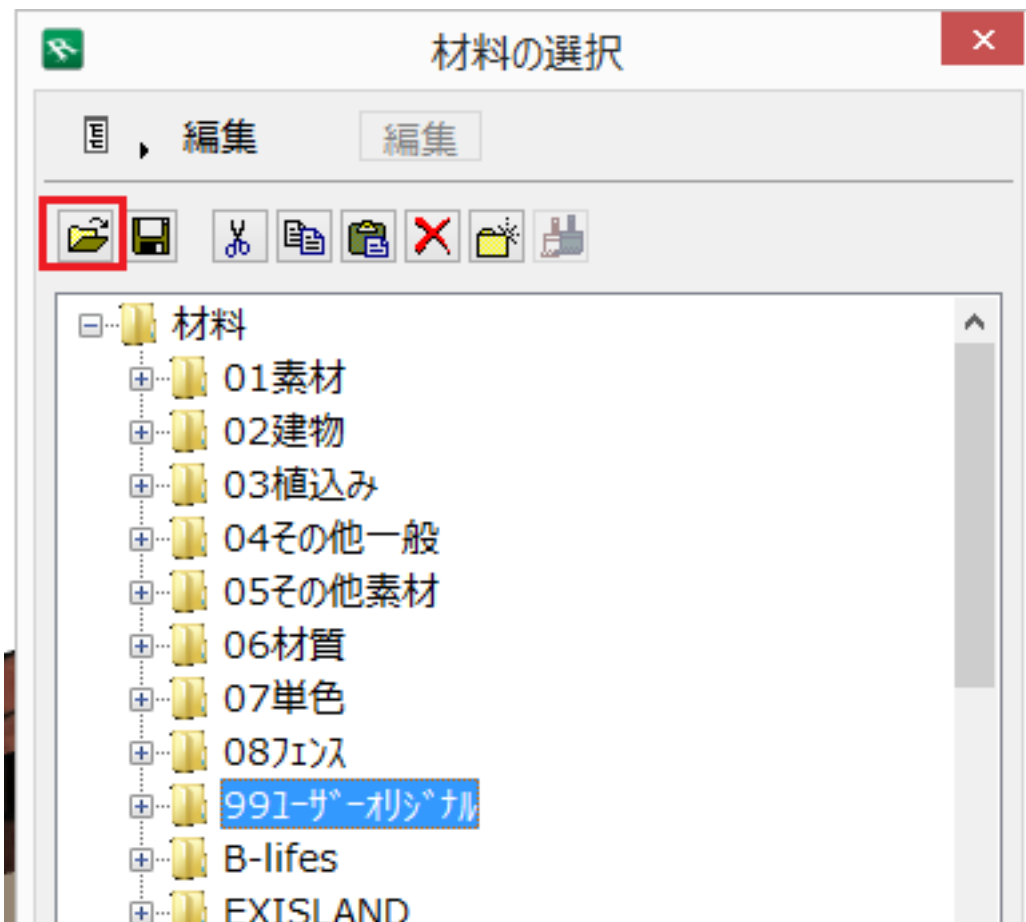 材料の選択
編集 編集
材料
01素材
02建物
03植込み
04その他一般
05その他素材
06材質
07単色
08ﾌｪﾝｽ
99ﾕｰｻﾞｰｵﾘｼﾞﾅﾙ
B-lifes
EXISLAND